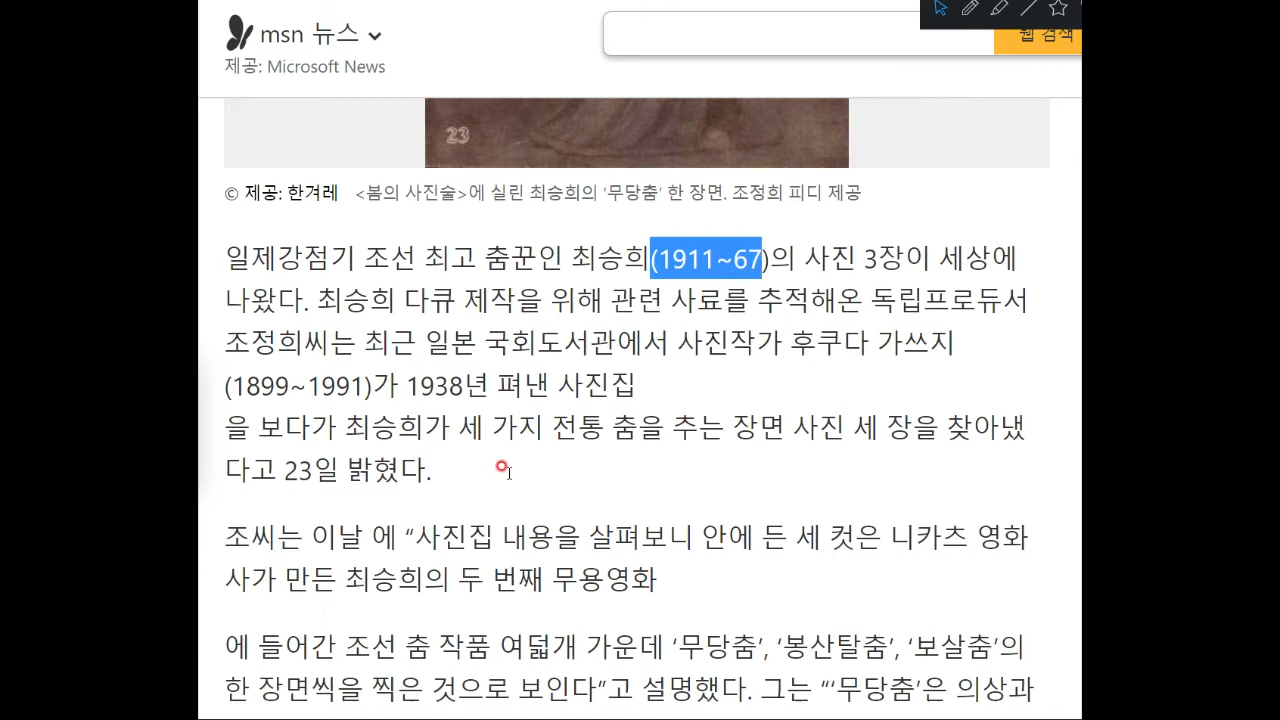 msn 뉴스
제공: Microsoft News
웹 검색
23
© 제공: 한겨레 <봄의 사진술>에 실린 최승희의 ‘무당춤’ 한 장면. 조정희 피디 제공
일제강점기 조선 최고 춤꾼인 최승희(1911~67)의 사진 3장이 세상에
나왔다. 최승희 다큐 제작을 위해 관련 사료를 추적해온 독립프로듀서
조정희씨는 최근 일본 국회도서관에서 사진작가 후쿠다 가쓰지
(1899~1991)가 1938년 펴낸 사진집
을 보다가 최승희가 세 가지 전통 춤을 추는 장면 사진 세 장을 찾아냈
다고 23일 밝혔다.
조씨는 이날 에 “사진집 내용을 살펴보니 안에 든 세 컷은 니카츠 영화
사가 만든 최승희의 두 번째 무용영화
에 들어간 조선 춤 작품 여덟개 가운데 ‘무당춤’, ‘봉산탈춤’, ‘보살춤’의
한 장면씩을 찍은 것으로 보인다”고 설명했다. 그는 “‘무당춤’은 의상과